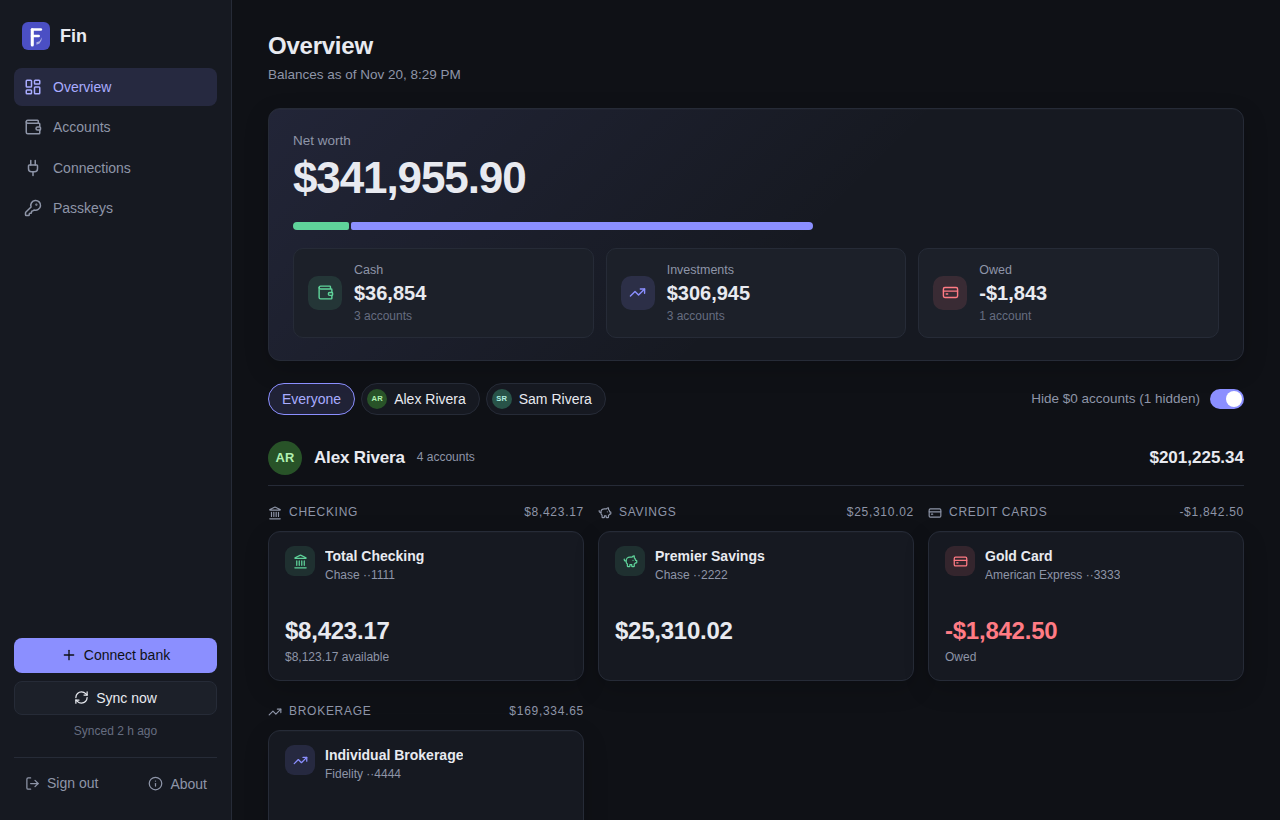 Fin
Overview
Accounts
Connections
Passkeys
Connect bank
Sync now
Synced 2 h ago
Sign out
About
Overview
Balances as of Nov 20, 8:29 PM
Net worth
$341,955.90
Cash
$36,854
3 accounts
Investments
$306,945
3 accounts
Owed
-$1,843
1 account
Everyone
AR Alex Rivera
SR Sam Rivera
Hide $0 accounts (1 hidden)
AR Alex Rivera 4 accounts $201,225.34
CHECKING $8,423.17
Total Checking
Chase ··1111
$8,423.17
$8,123.17 available
SAVINGS $25,310.02
Premier Savings
Chase ··2222
$25,310.02
CREDIT CARDS -$1,842.50
Gold Card
American Express ··3333
-$1,842.50
Owed
BROKERAGE $169,334.65
Individual Brokerage
Fidelity ··4444